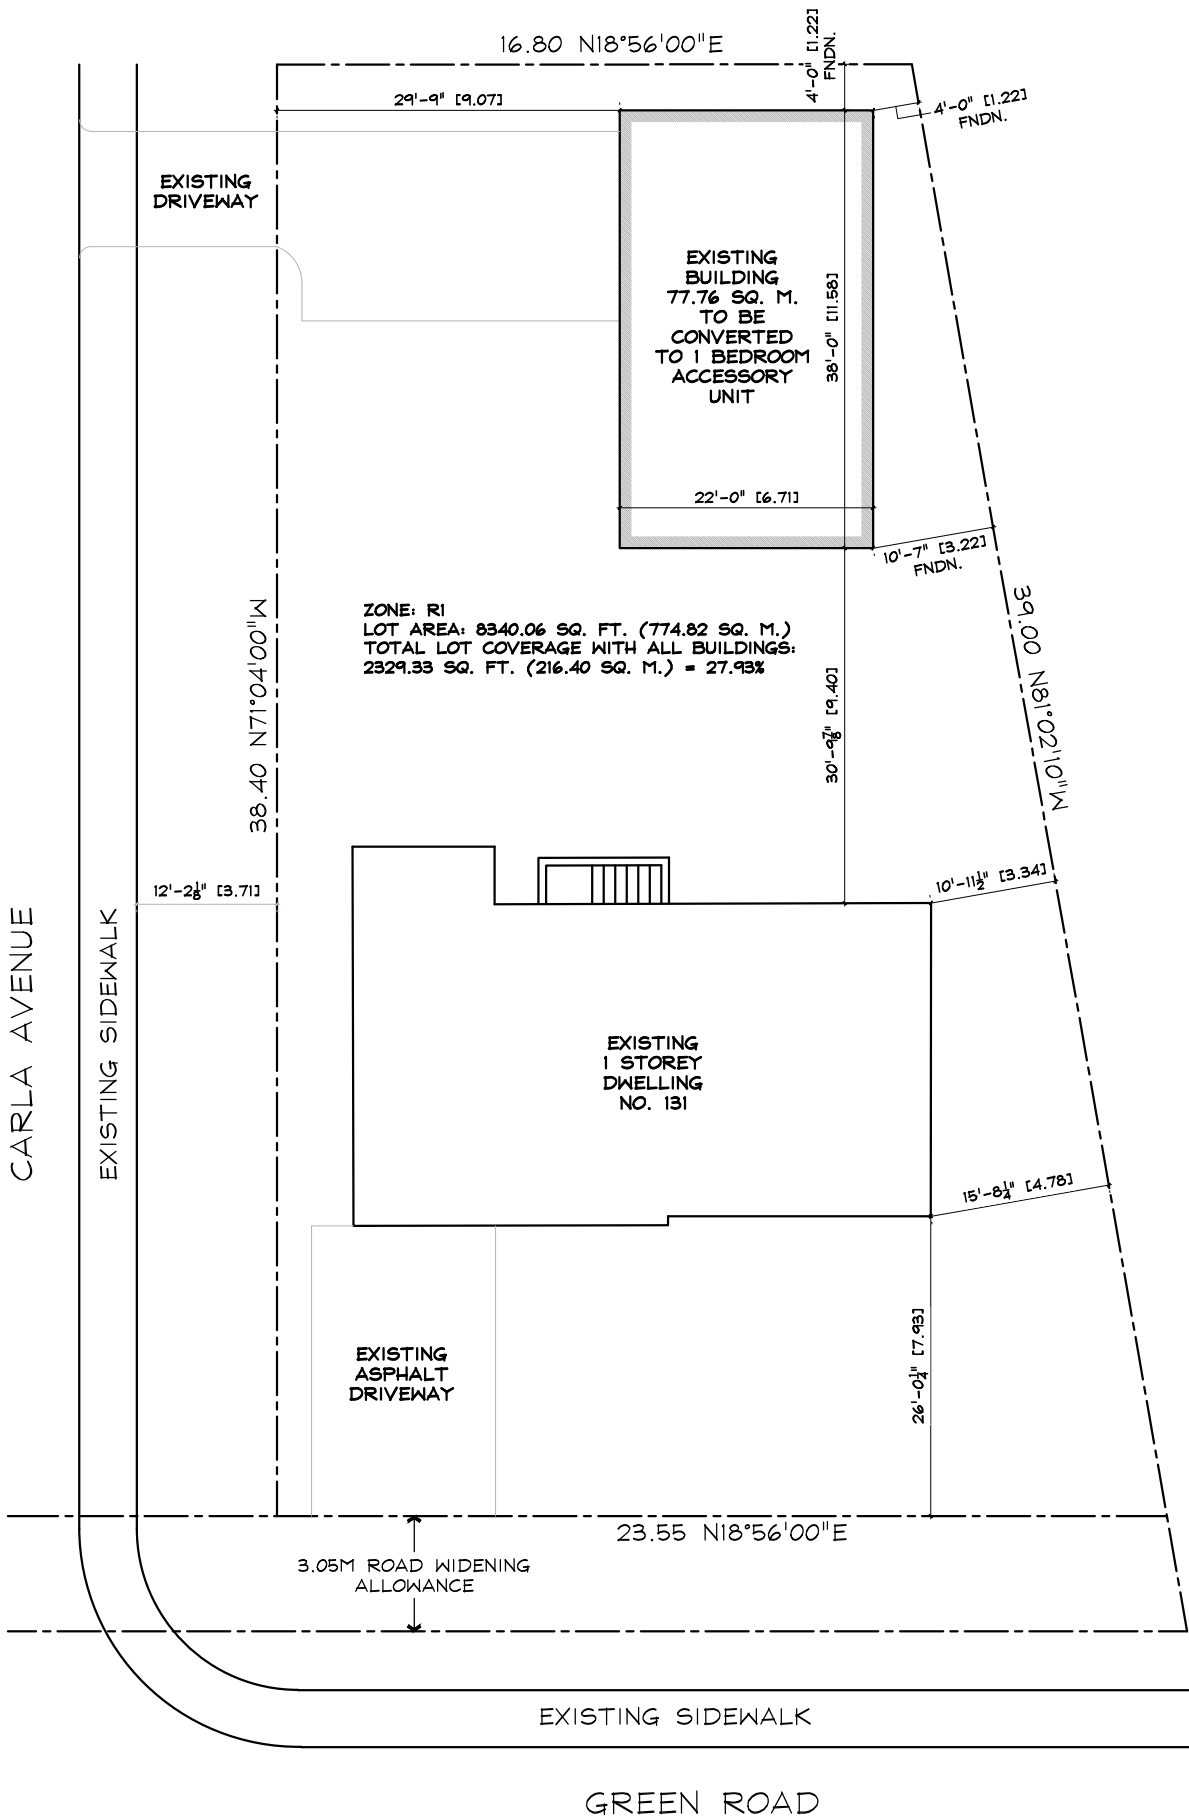 16.80 N18°56'00"E
4'-0" [1.22]
FNDN.
29'-9" [9.07]
4'-0" [1.22]
FNDN.
EXISTING
DRIVEWAY
EXISTING
BUILDING
77.76 SQ. M.
TO BE
CONVERTED
TO 1 BEDROOM
ACCESSORY
UNIT
38'-0" [11.58]
22'-0" [6.71]
10'-7" [3.22]
FNDN.
ZONE: R1
LOT AREA: 8340.06 SQ. FT. (774.82 SQ. M.)
TOTAL LOT COVERAGE WITH ALL BUILDINGS:
2329.33 SQ. FT. (216.40 SQ. M.) = 27.93%
38.40 N71°04'00"W
39.00 N81°02'10"W
30'-9⅞" [9.40]
12'-2⅛" [3.71]
10'-11½" [3.34]
CARLA AVENUE
EXISTING SIDEWALK
EXISTING
1 STOREY
DWELLING
NO. 131
15'-8¼" [4.78]
26'-0¼" [7.93]
EXISTING
ASPHALT
DRIVEWAY
23.55 N18°56'00"E
3.05M ROAD WIDENING
ALLOWANCE
EXISTING SIDEWALK
GREEN ROAD